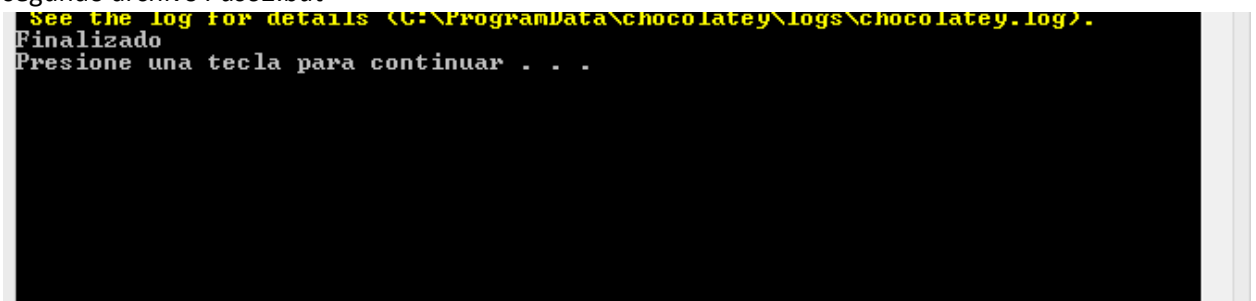 segundo archivo Paso2.bat
See the log for details (C:\ProgramData\chocolatey\logs\chocolatey.log).
Finalizado
Presione una tecla para continuar . . .